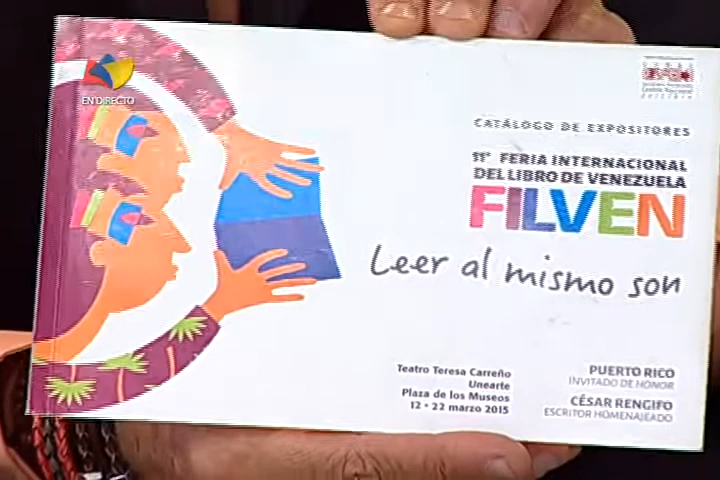 EN DIRECTO
CATÁLOGO DE EXPOSITORES
11ª FERIA INTERNACIONAL
DEL LIBRO DE VENEZUELA
FILVEN
Leer al mismo son
Teatro Teresa Carreño
Unearte
Plaza de los Museos
12 • 22 marzo 2015
PUERTO RICO
INVITADO DE HONOR
CÉSAR RENGIFO
ESCRITOR HOMENAJEADO